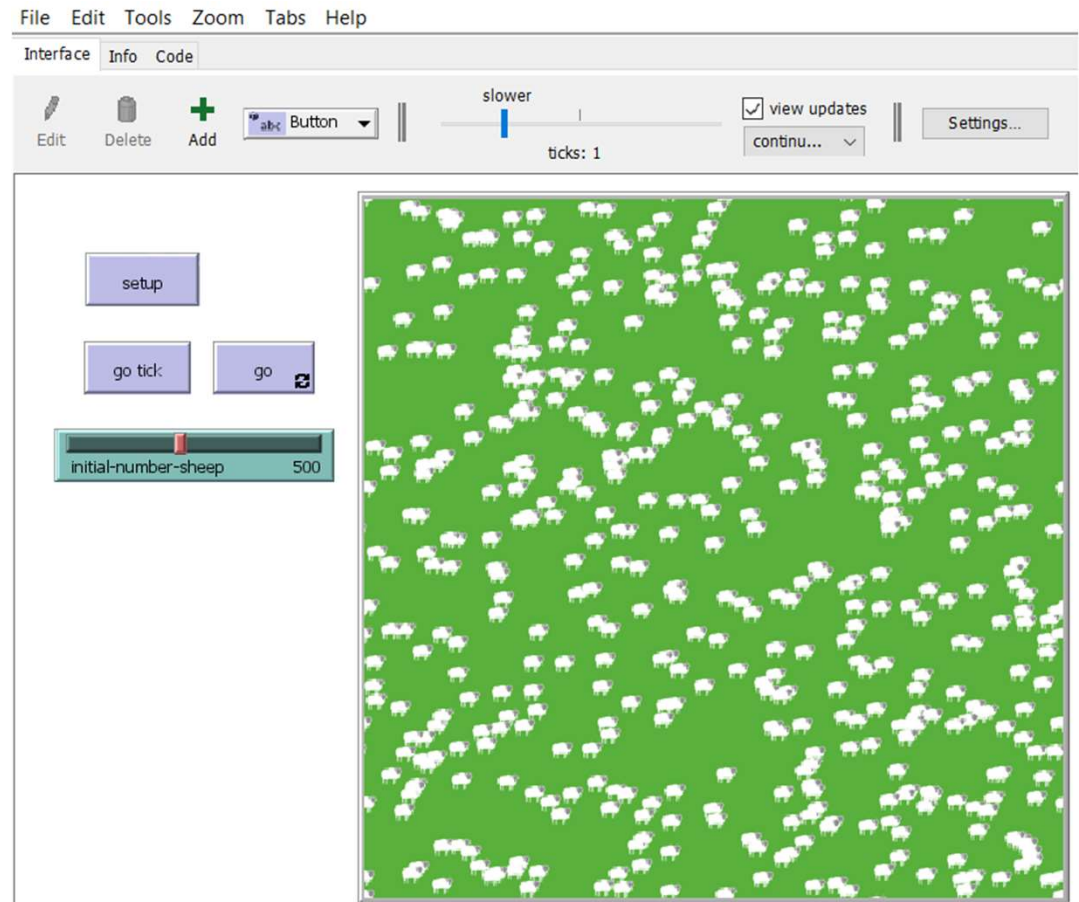 File Edit Tools Zoom Tabs Help
Interface Info Code
slower
Edit Delete Add abc Button view updates Settings...
continu...
ticks: 1
setup
go tick go
initial-number-sheep 500